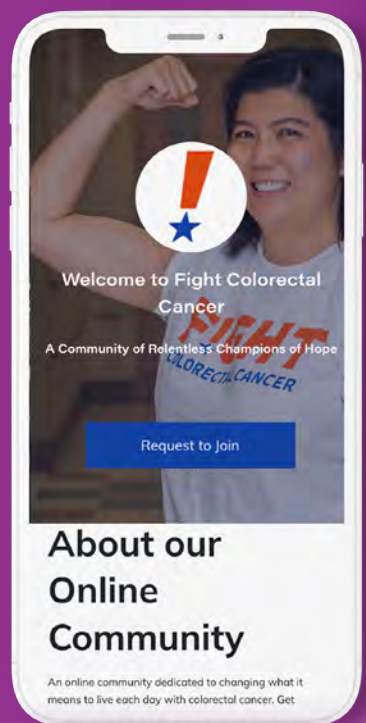 Welcome to Fight Colorectal
Cancer
A Community of Relentless Champions of Hope
FIGHT
COLORECTAL CANCER
Request to Join
About our
Online
Community
An online community dedicated to changing what it
means to live each day with colorectal cancer. Get